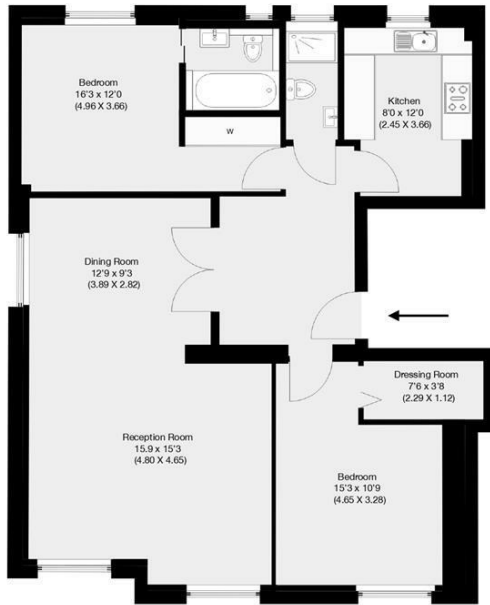 Bedroom
16'3 x 12'0
(4.96 X 3.66)
W
Kitchen
8'0 x 12'0
(2.45 X 3.66)
Dining Room
12'9 x 9'3
(3.89 X 2.82)
Dressing Room
7'6 x 3'8
(2.29 X 1.12)
Reception Room
15.9 x 15'3
(4.80 X 4.65)
Bedroom
15'3 x 10'9
(4.65 X 3.28)